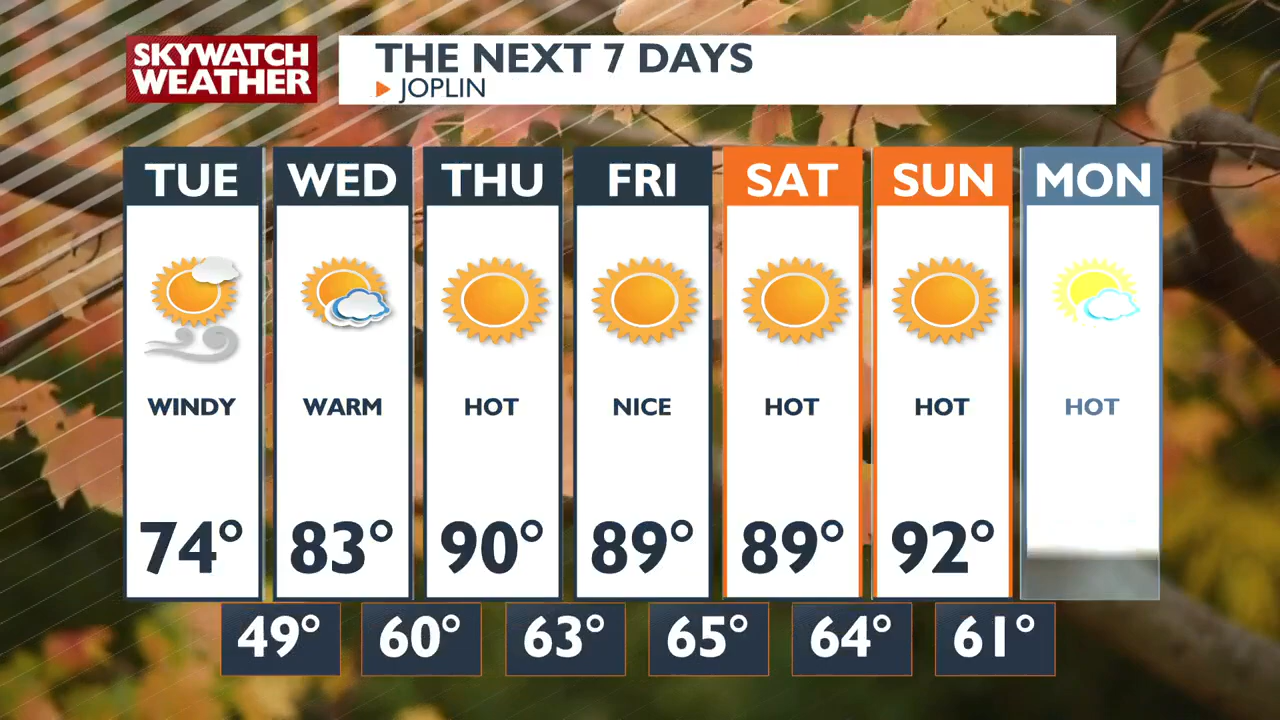 SKYWATCH
WEATHER
THE NEXT 7 DAYS
JOPLIN
TUE WED THU FRI SAT SUN MON
WINDY WARM HOT NICE HOT HOT HOT
74° 83° 90° 89° 89° 92°
49° 60° 63° 65° 64° 61°